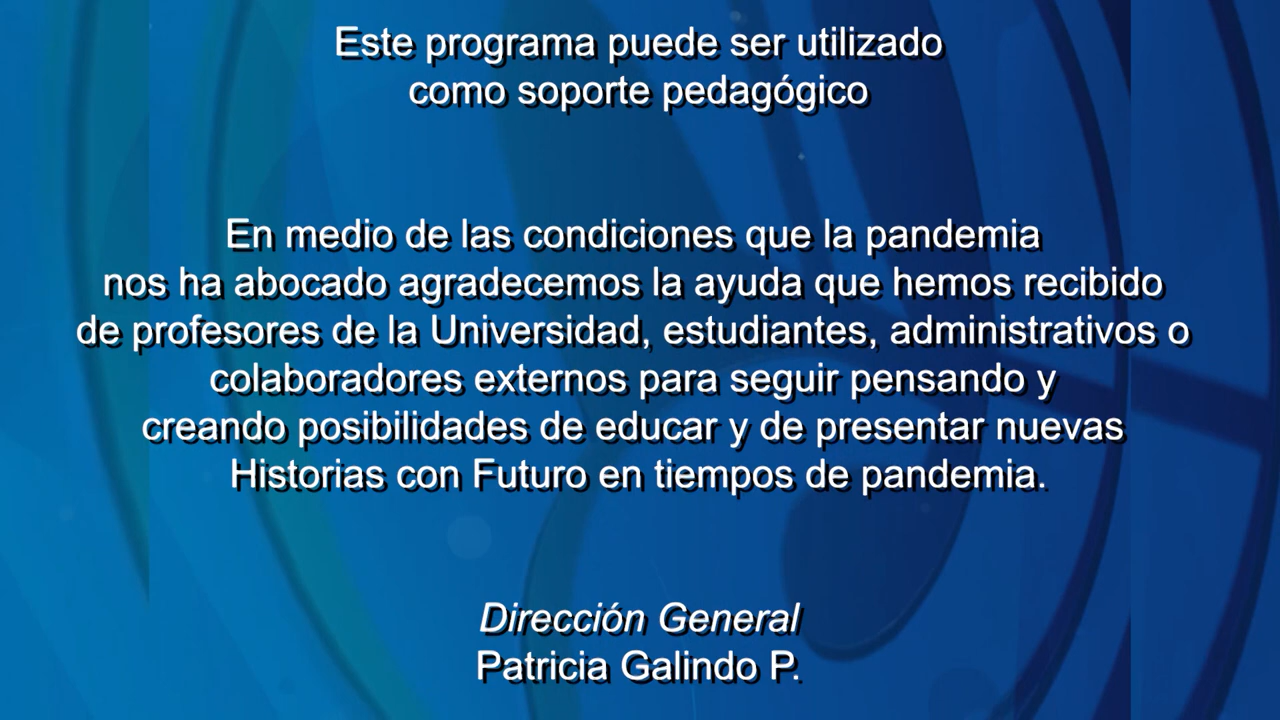 Este programa puede ser utilizado
como soporte pedagógico
En medio de las condiciones que la pandemia
nos ha abocado agradecemos la ayuda que hemos recibido
de profesores de la Universidad, estudiantes, administrativos o
colaboradores externos para seguir pensando y
creando posibilidades de educar y de presentar nuevas
Historias con Futuro en tiempos de pandemia.
Dirección General
Patricia Galindo P.